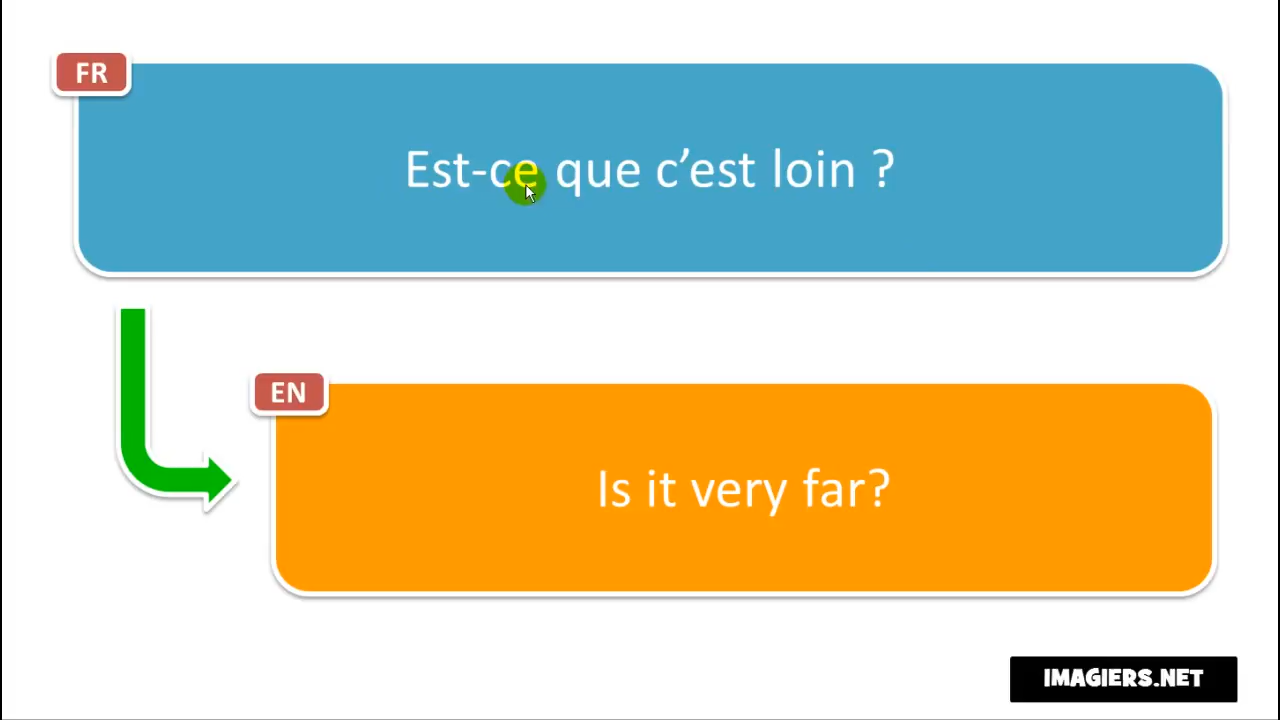 FR
Est-ce que c’est loin ?
EN
Is it very far?
IMAGIERS.NET